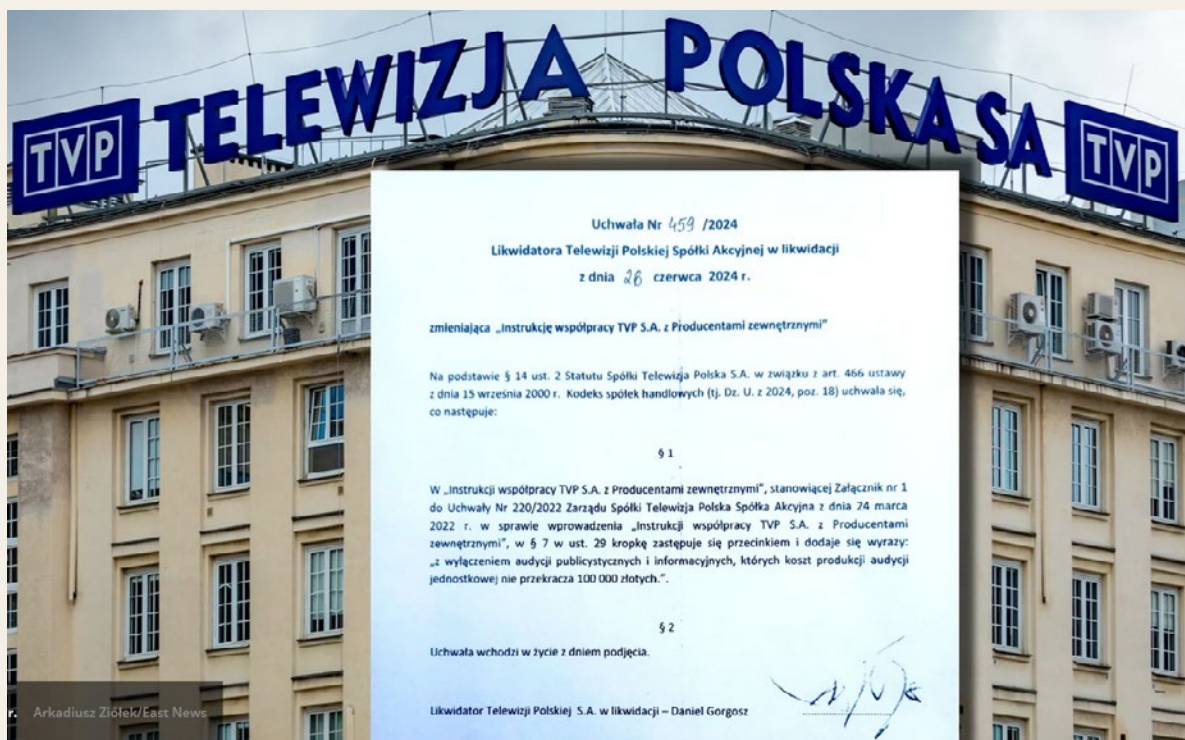 TVP TELEWIZJA POLSKA SA TVP
Uchwała Nr 459 /2024
Likwidatora Telewizji Polskiej Spółki Akcyjnej w likwidacji
z dnia 26 czerwca 2024 r.
zmieniająca „Instrukcję współpracy TVP S.A. z Producentami zewnętrznymi”
Na podstawie § 14 ust. 2 Statutu Spółki Telewizja Polska S.A. w związku z art. 466 ustawy
z dnia 15 września 2000 r. Kodeks spółek handlowych (tj. Dz. U. z 2024, poz. 18) uchwala się,
co następuje:
§ 1
W „Instrukcji współpracy TVP S.A. z Producentami zewnętrznymi”, stanowiącej Załącznik nr 1
do Uchwały Nr 220/2022 Zarządu Spółki Telewizja Polska Spółka Akcyjna z dnia 24 marca
2022 r. w sprawie wprowadzenia „Instrukcji współpracy TVP S.A. z Producentami
zewnętrznymi”, w § 7 w ust. 29 kropkę zastępuje się przecinkiem i dodaje się wyrazy:
„z wyłączeniem audycji publicystycznych i informacyjnych, których koszt produkcji audycji
jednostkowej nie przekracza 100 000 złotych.”.
§ 2
Uchwała wchodzi w życie z dniem podjęcia.
Likwidator Telewizji Polskiej S.A. w likwidacji – Daniel Gorgosz
r. Arkadiusz Ziółek/East News